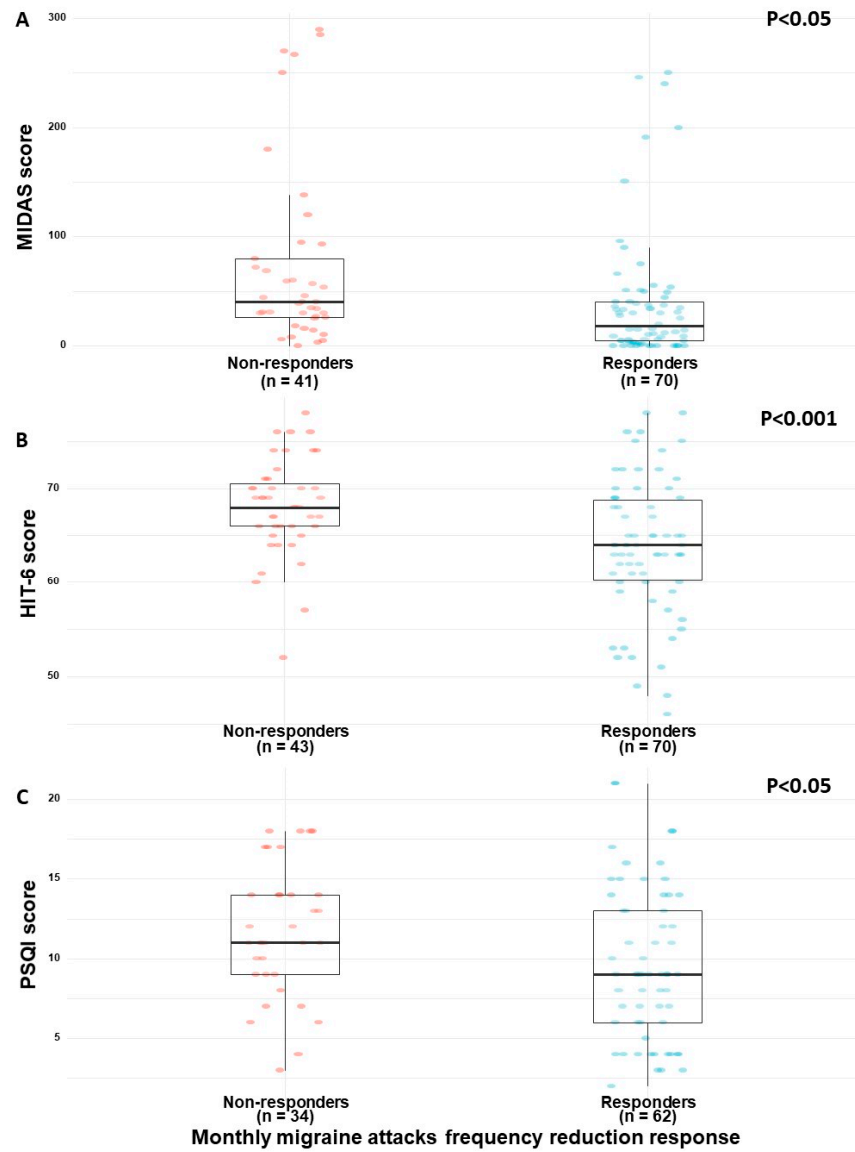 A
P<0.05
300
200
100
0
MIDAS score
Non-responders
(n = 41)
Responders
(n = 70)
B
P<0.001
70
60
50
HIT-6 score
Non-responders
(n = 43)
Responders
(n = 70)
C
P<0.05
20
15
10
5
PSQI score
Non-responders
(n = 34)
Responders
(n = 62)
Monthly migraine attacks frequency reduction response